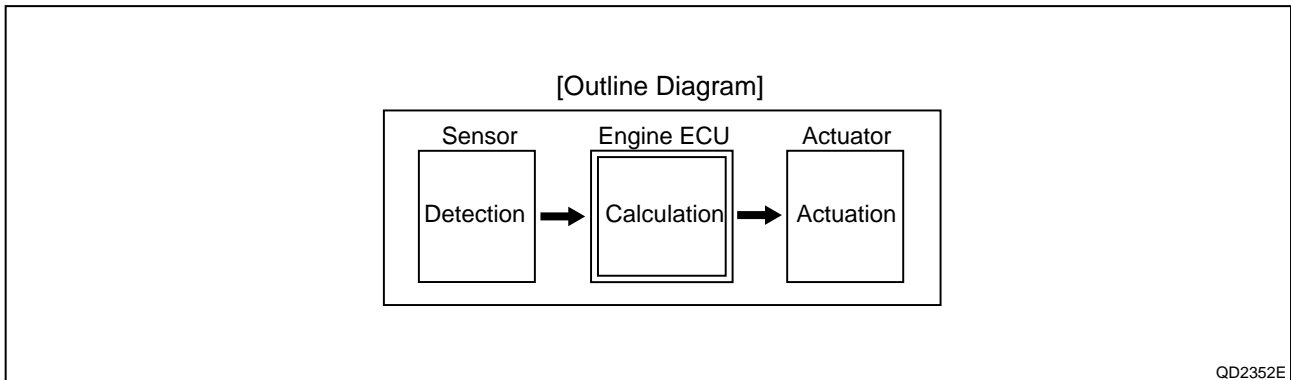 [Outline Diagram]
Sensor Engine ECU Actuator
Detection Calculation Actuation
QD2352E